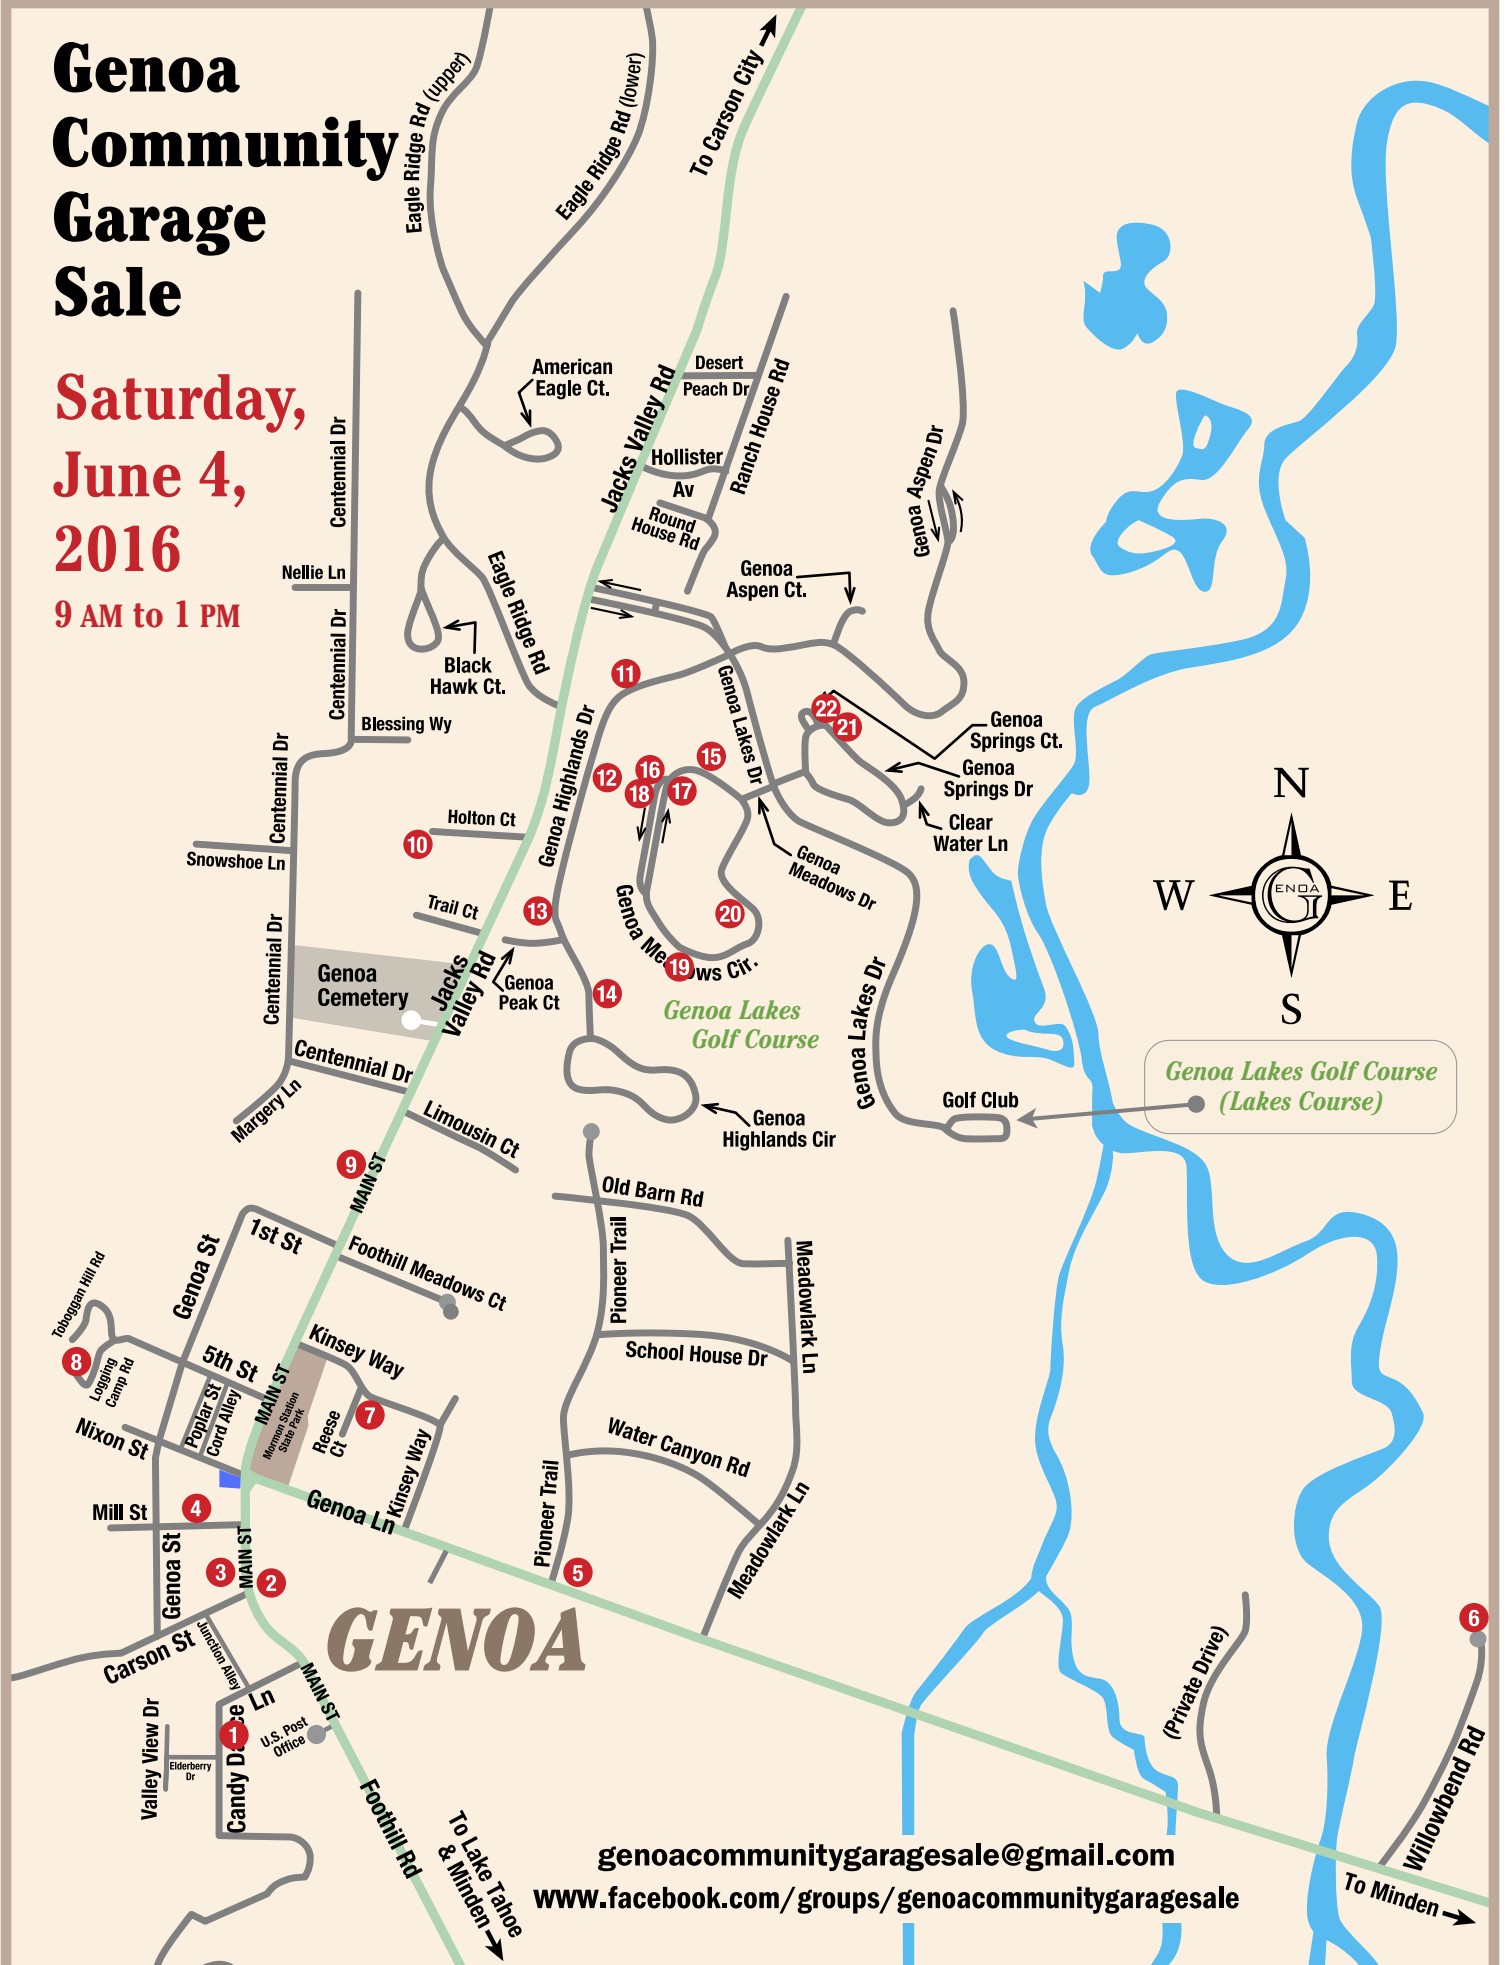 Genoa
Community
Garage
Sale
Saturday,
June 4,
2016
9 AM to 1 PM
Eagle Ridge Rd (upper)
Eagle Ridge Rd (lower)
To Carson City
American
Eagle Ct.
Jacks Valley Rd
Desert
Peach Dr
Ranch House Rd
Hollister
Av
Round
House Rd
Genoa Aspen Dr
Genoa
Aspen Ct.
Centennial Dr
Nellie Ln
Centennial Dr
Eagle Ridge Rd
Black
Hawk Ct.
Blessing Wy
Centennial Dr
11
Genoa Highlands Dr
Genoa Lakes Dr
22
21
Genoa
Springs Ct.
Genoa
Springs Dr
Clear
Water Ln
12
16
15
18
17
Holton Ct
10
Snowshoe Ln
Genoa
Meadows Dr
N
W
E
S
GENOA
Trail Ct
13
20
Genoa Meadows Cir.
19
Centennial Dr
Genoa
Cemetery
Jacks
Valley Rd
Genoa
Peak Ct
14
Genoa Lakes
Golf Course
Genoa Lakes Dr
Genoa Lakes Golf Course
(Lakes Course)
Golf Club
Centennial Dr
Margery Ln
Limousin Ct
Genoa
Highlands Cir
9
MAIN ST
Old Barn Rd
1st St
Foothill Meadows Ct
Genoa St
Pioneer Trail
Meadowlark Ln
Toboggan Hill Rd
8
Logging
Camp Rd
5th St
Kinsey Way
School House Dr
Poplar St
Cord Alley
MAIN ST
Mormon Station
State Park
Reese
Ct
7
Nixon St
Kinsey Way
Water Canyon Rd
Genoa Ln
Pioneer Trail
Meadowlark Ln
Mill St
4
Genoa St
3
MAIN ST
2
5
GENOA
6
Carson St
Junction Alley
MAIN ST
Candy Dance Ln
1
U.S. Post
Office
Valley View Dr
Elderberry
Dr
(Private Drive)
Willowbend Rd
Foothill Rd
To Lake Tahoe
& Minden
To Minden
genoacommunitygaragesale@gmail.com
www.facebook.com/groups/genoacommunitygaragesale